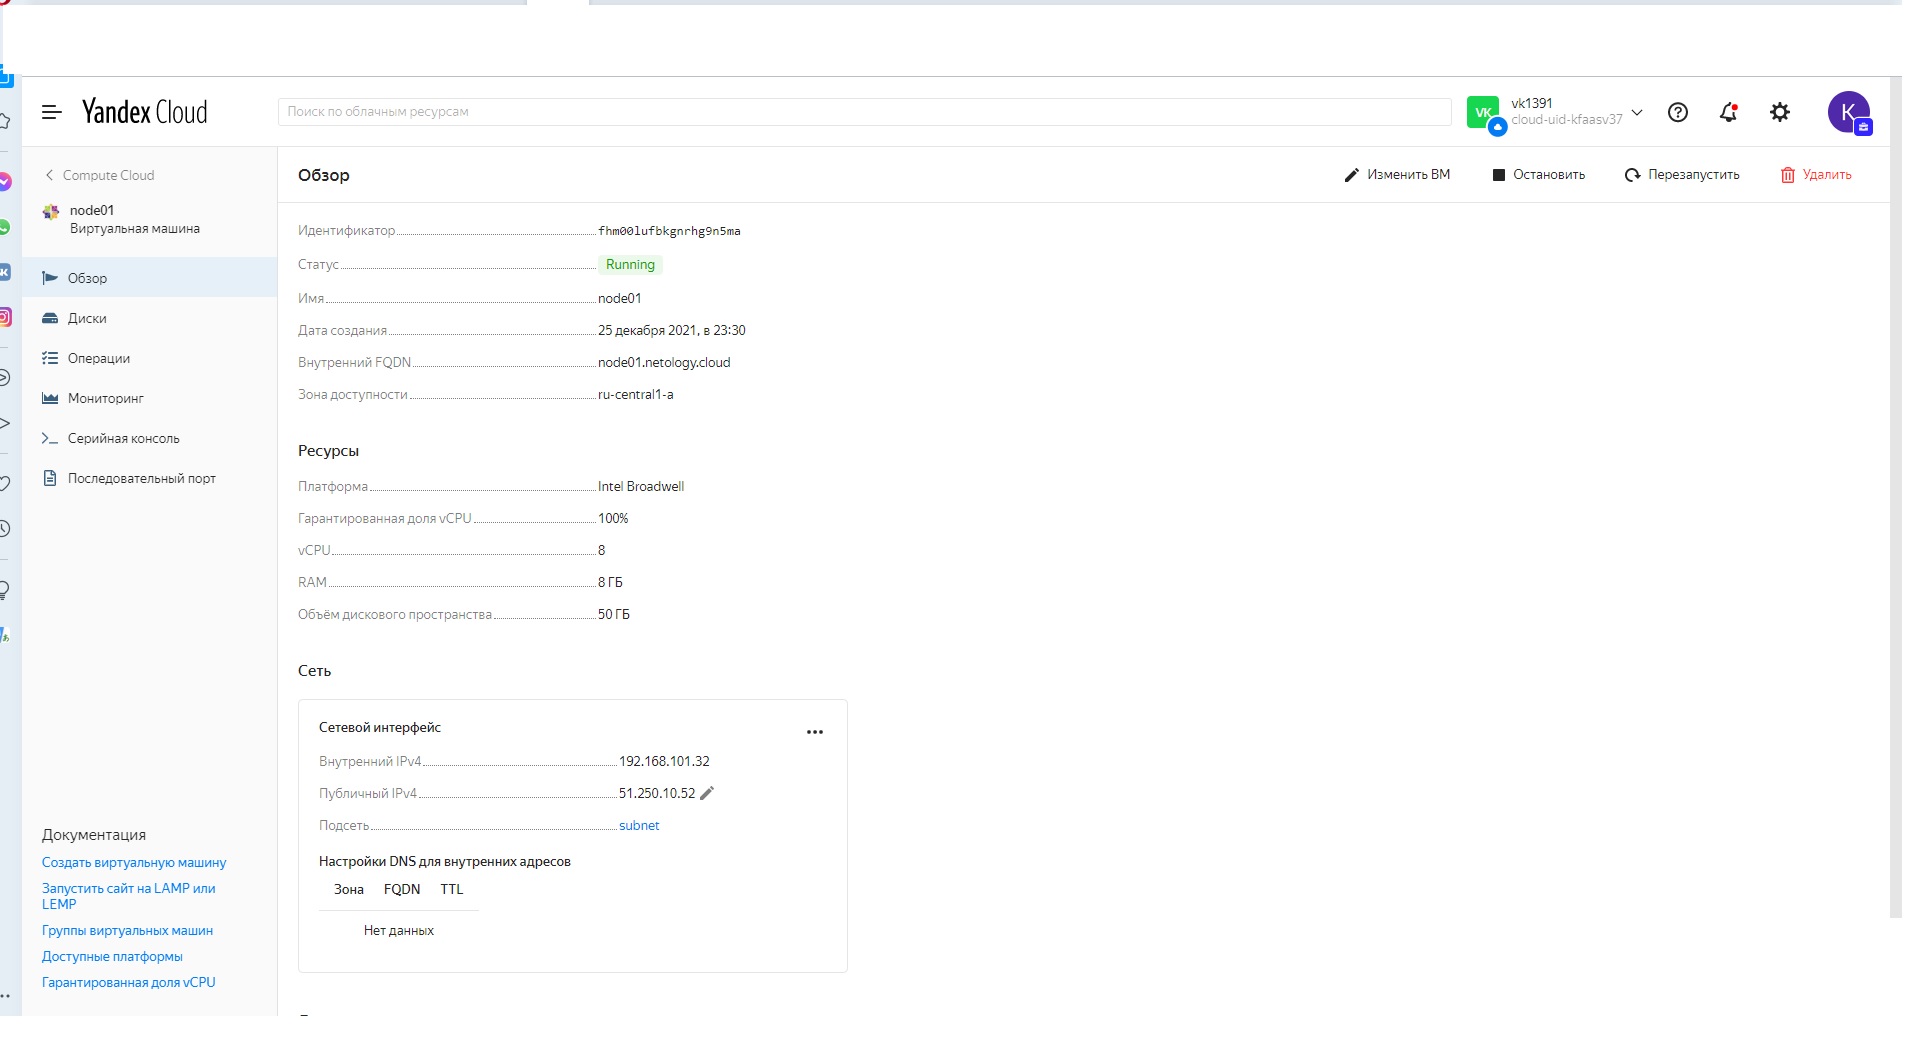 Yandex Cloud
Поиск по облачным ресурсам
VK
vk1391
cloud-uid-kfaasv37
K
Compute Cloud
node01
Виртуальная машина
Обзор
Диски
Операции
Мониторинг
Серийная консоль
Последовательный порт
Документация
Создать виртуальную машину
Запустить сайт на LAMP или
LEMP
Группы виртуальных машин
Доступные платформы
Гарантированная доля vCPU
Обзор
Изменить ВМ
Остановить
Перезапустить
Удалить
Идентификатор fhm00lufbkgnrhg9n5ma
Статус Running
Имя node01
Дата создания 25 декабря 2021, в 23:30
Внутренний FQDN node01.netology.cloud
Зона доступности ru-central1-a
Ресурсы
Платформа Intel Broadwell
Гарантированная доля vCPU 100%
vCPU 8
RAM 8 ГБ
Объём дискового пространства 50 ГБ
Сеть
Сетевой интерфейс
Внутренний IPv4 192.168.101.32
Публичный IPv4 51.250.10.52
Подсеть subnet
Настройки DNS для внутренних адресов
Зона FQDN TTL
Нет данных